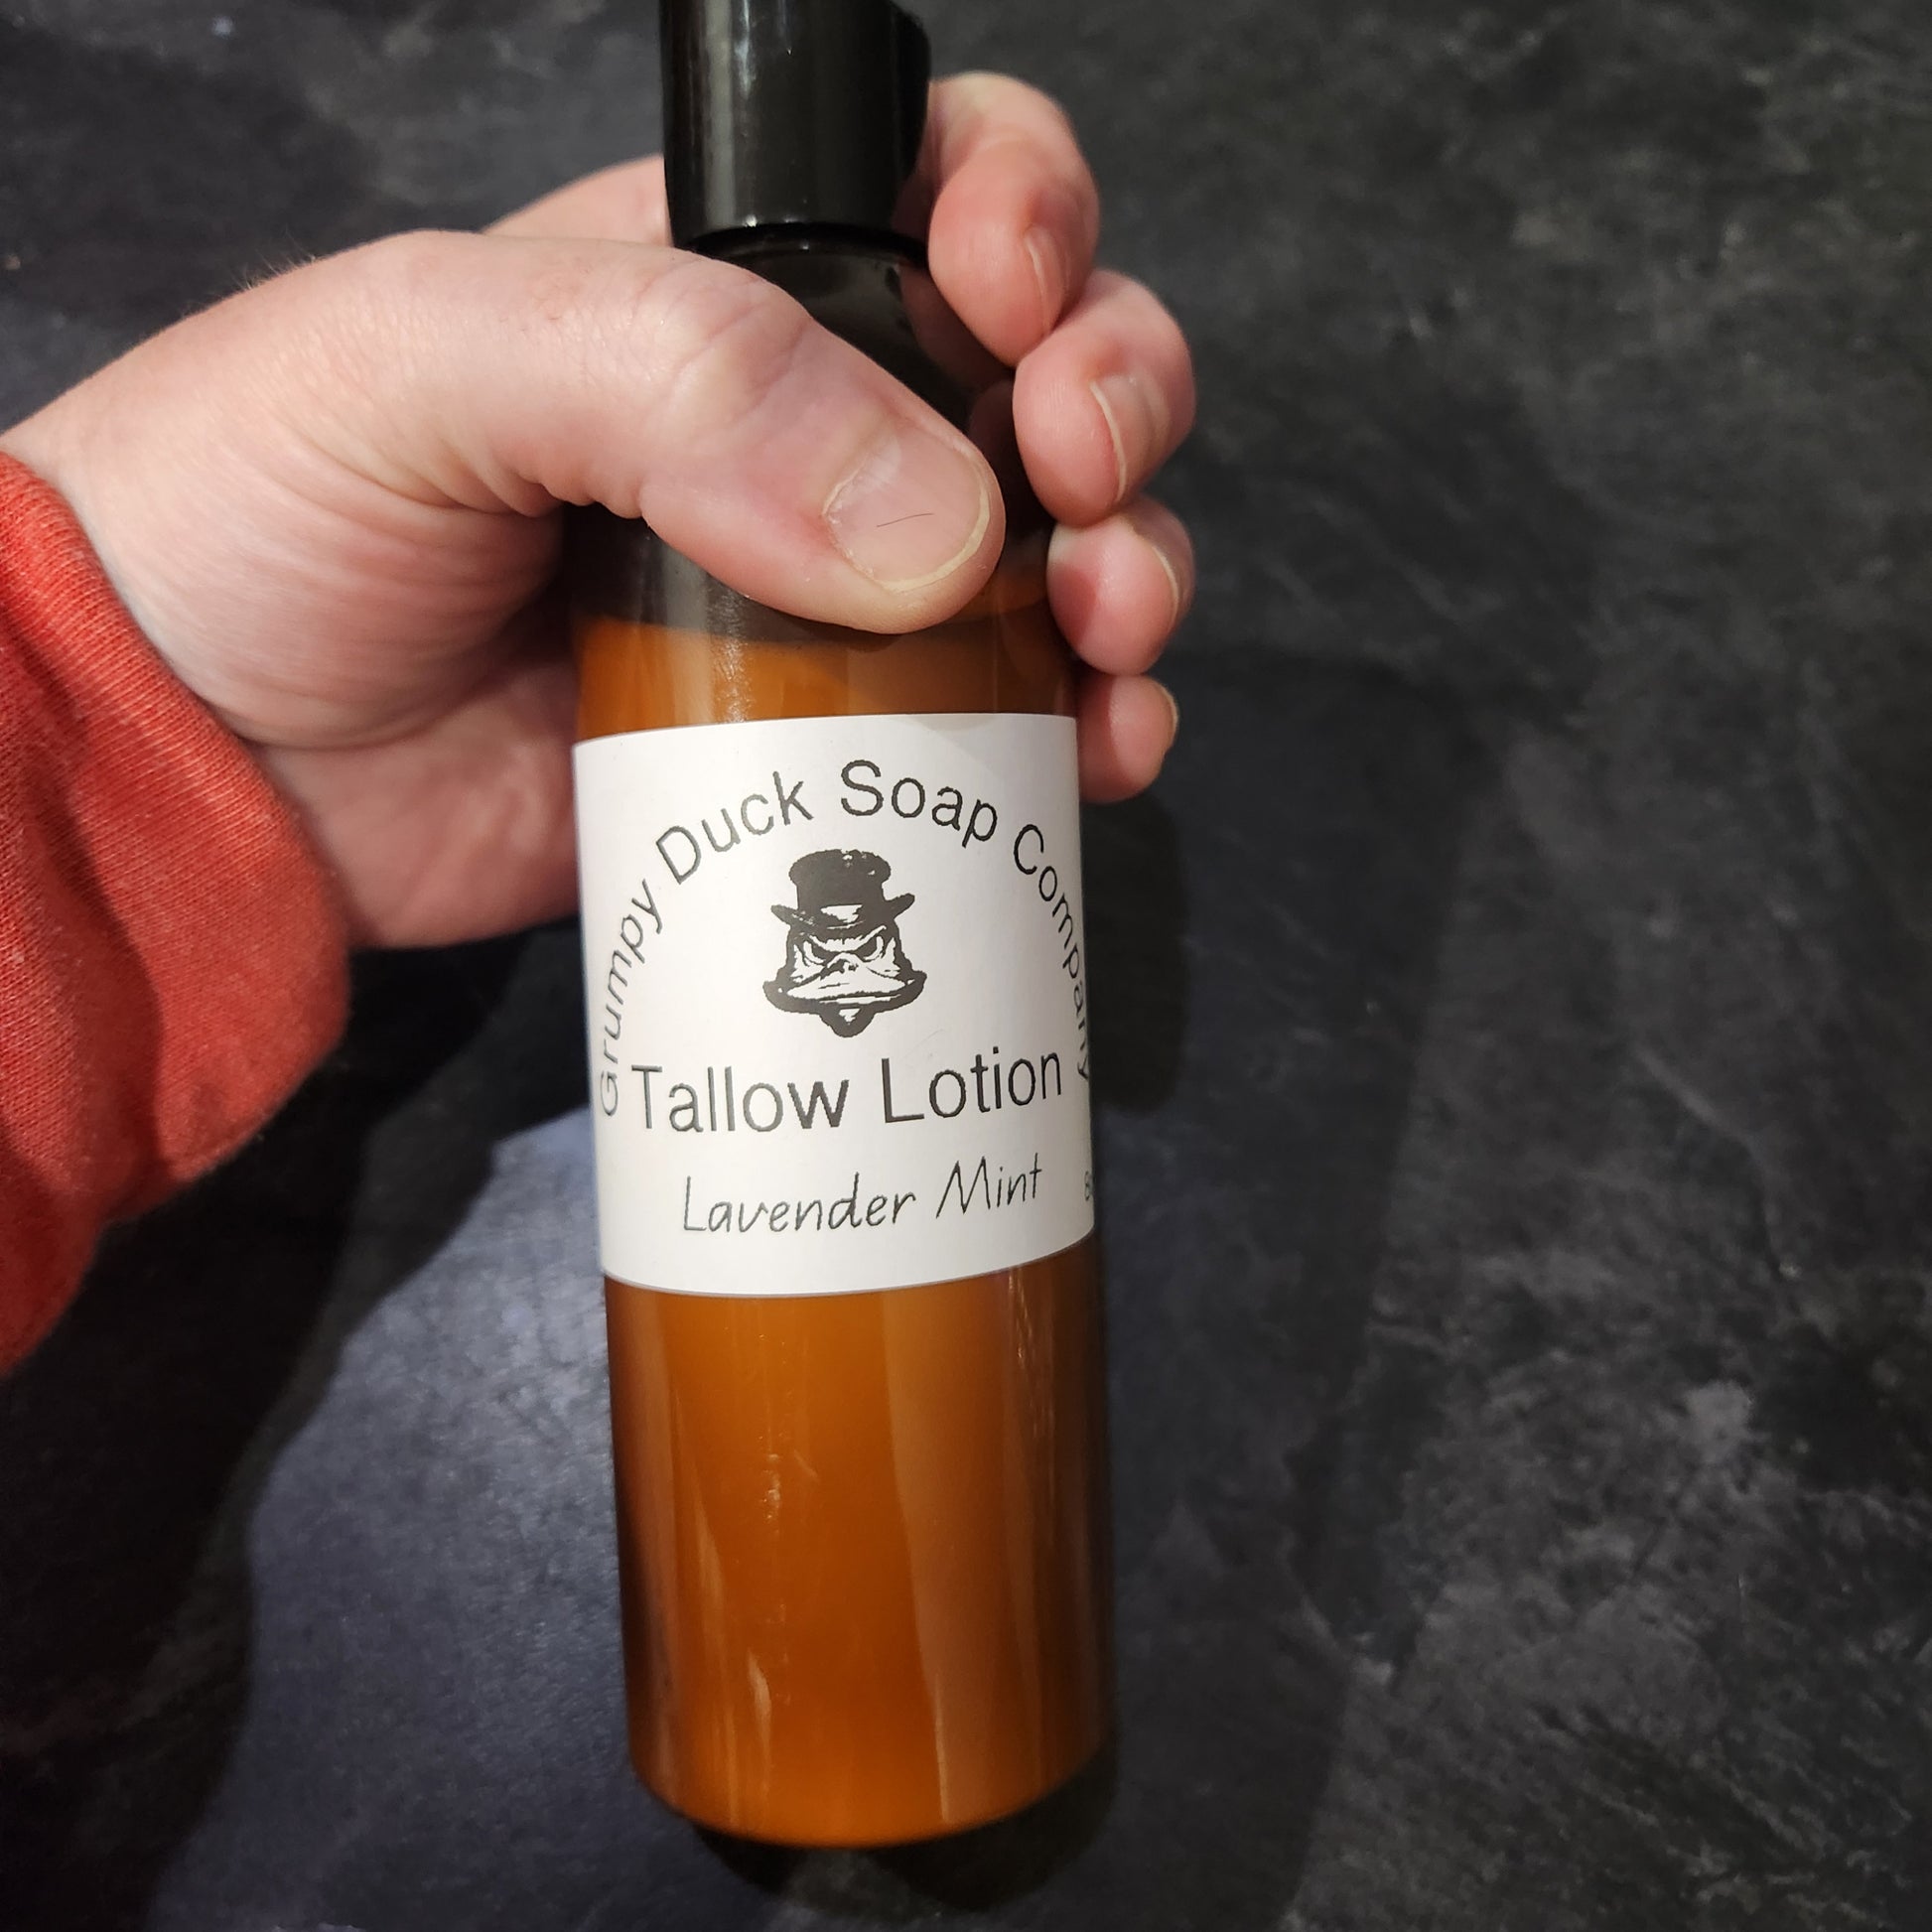 Grumpy Duck Soap Company
Tallow Lotion
Lavender Mint